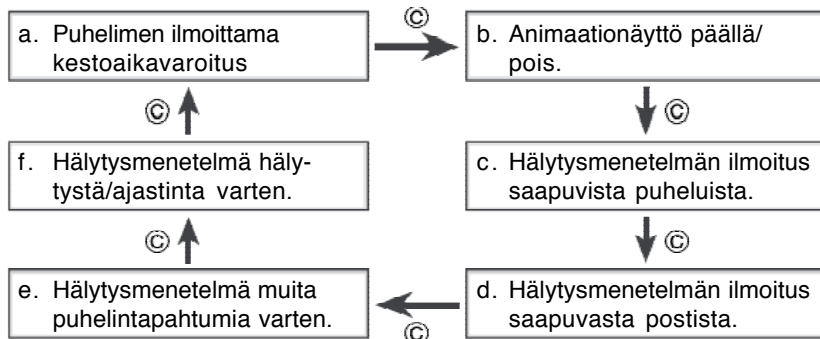 a. Puhelimen ilmoittama
kestoaikavaroitus
©
b. Animaationäyttö päällä/
pois.
©
c. Hälytysmenetelmän ilmoitus
saapuvista puheluista.
©
d. Hälytysmenetelmän ilmoitus
saapuvasta postista.
©
e. Hälytysmenetelmä muita
puhelintapahtumia varten.
©
f. Hälytysmenetelmä häly-
tystä/ajastinta varten.
©